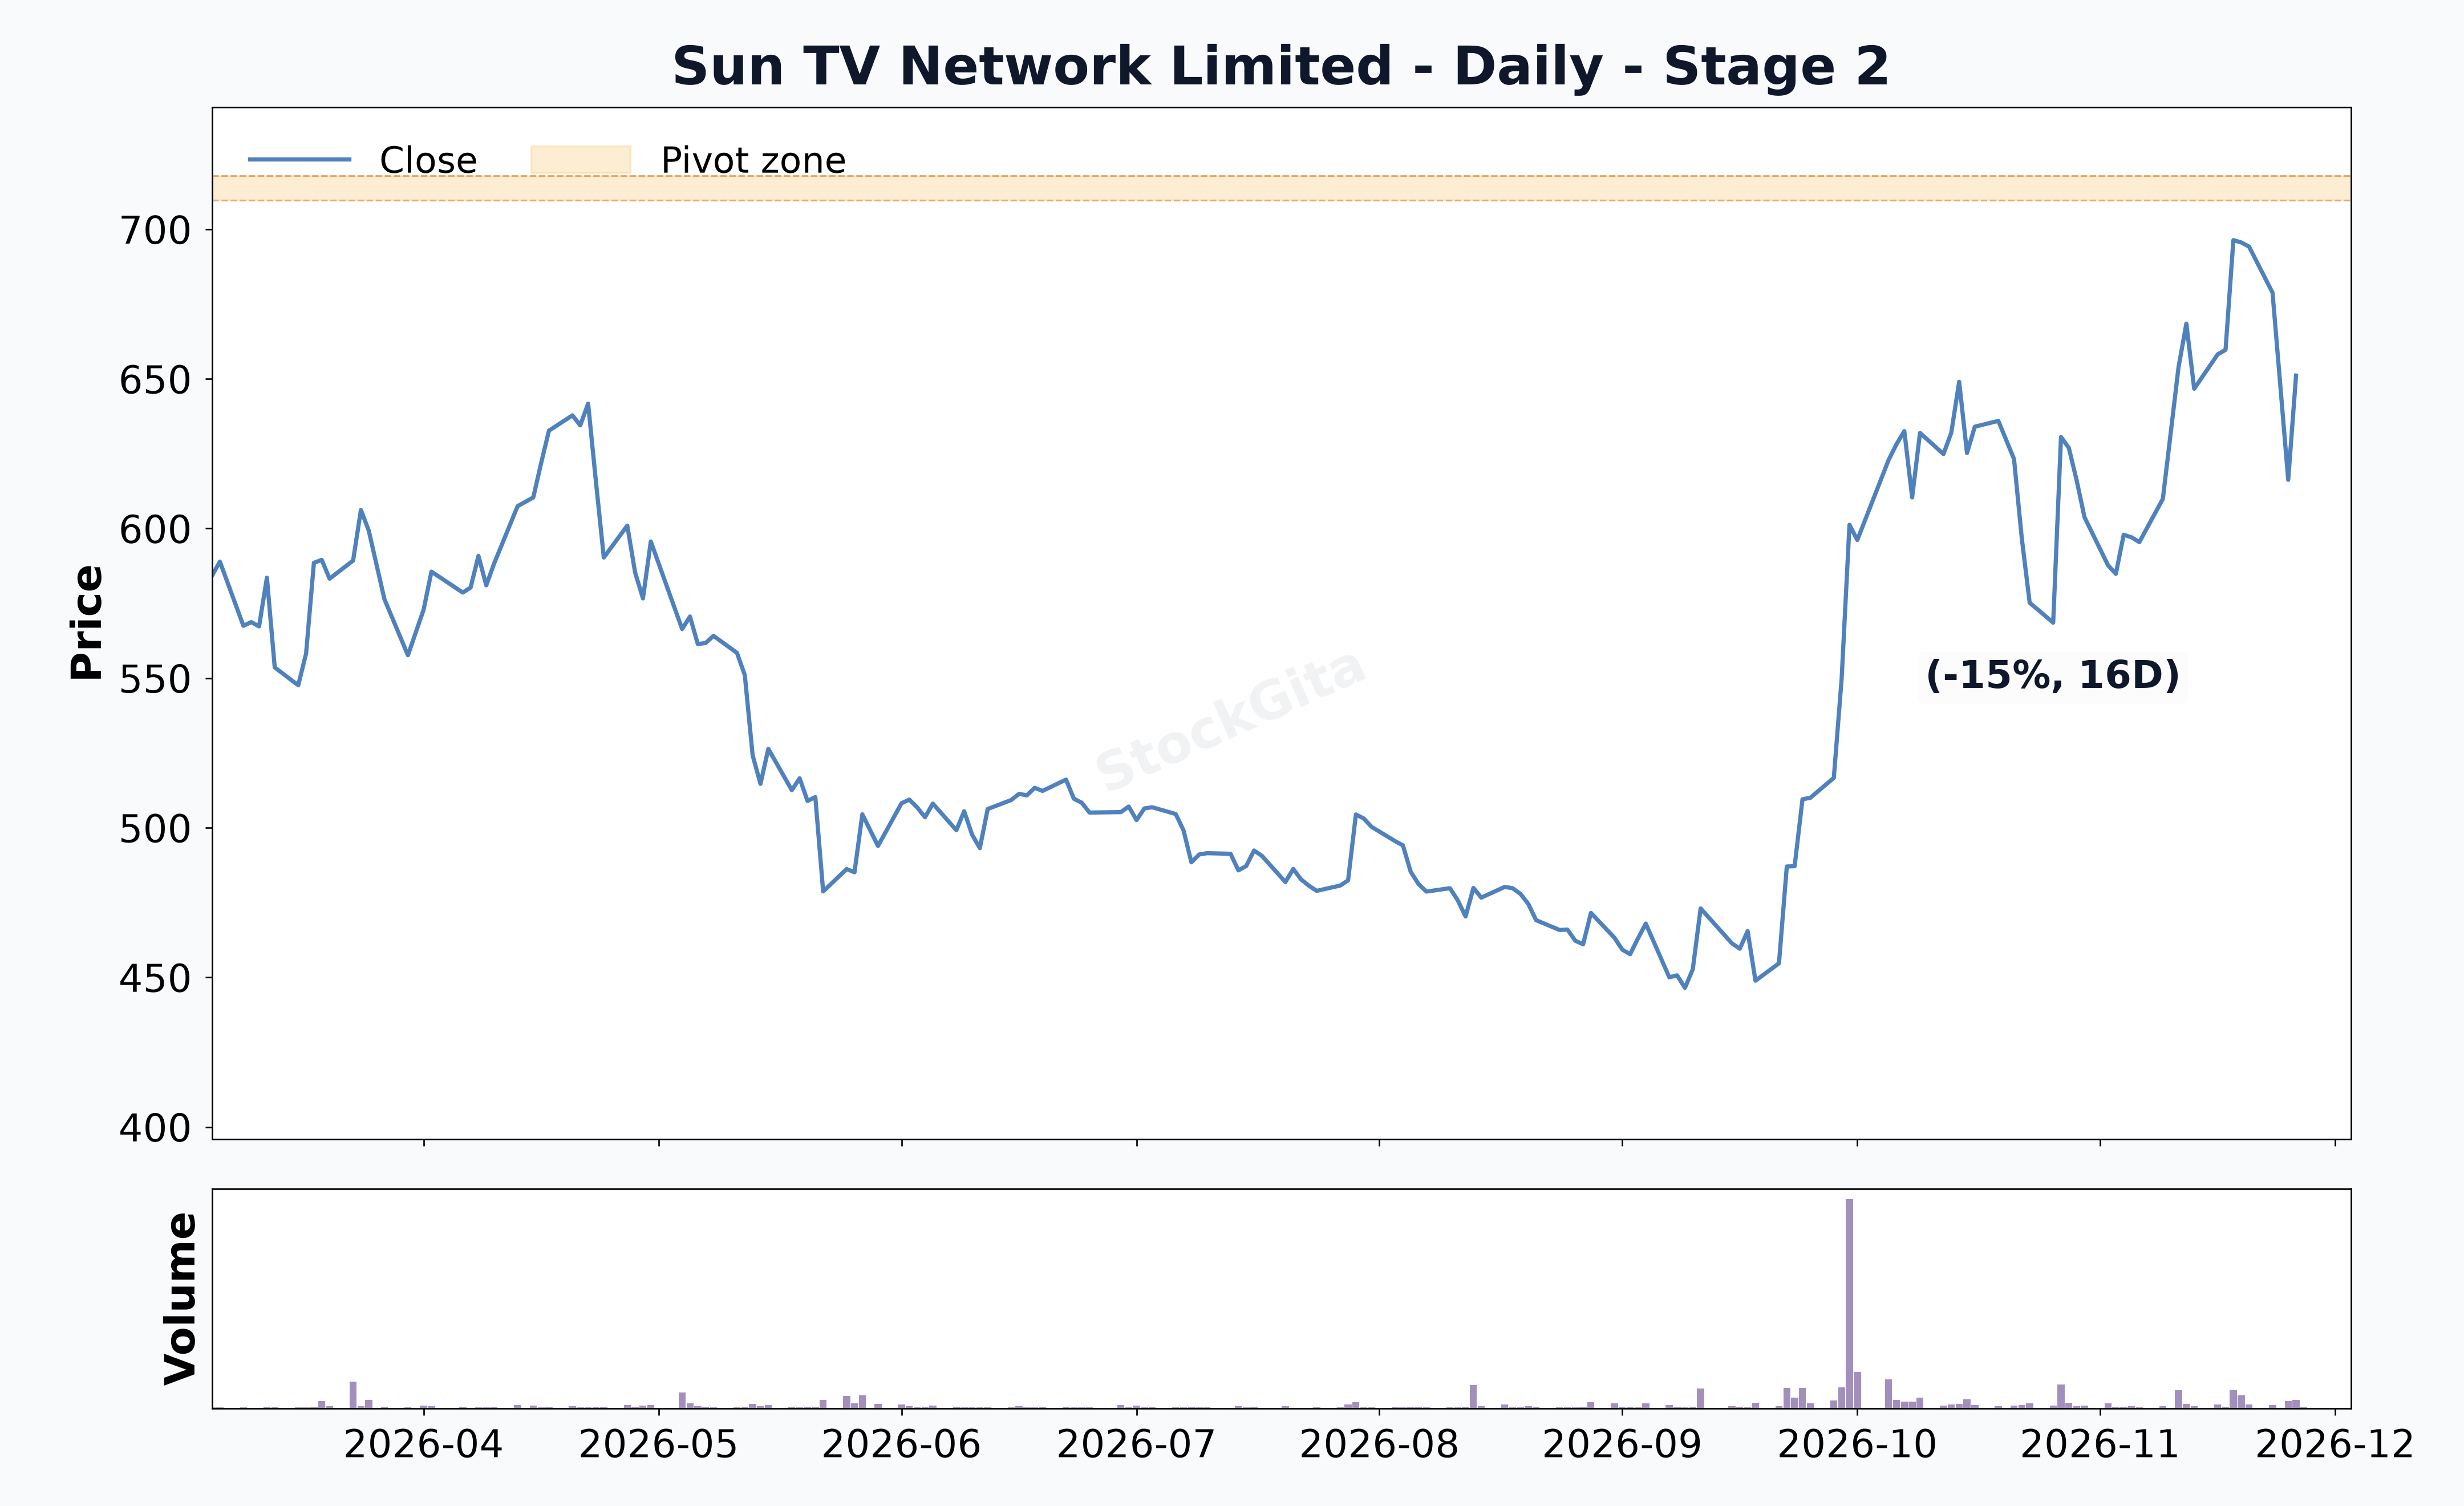 Sun TV Network Limited - Daily - Stage 2
Close
Pivot zone
Price
700
650
600
550
500
450
400
(-15%, 16D)
StockGita
Volume
2026-04
2026-05
2026-06
2026-07
2026-08
2026-09
2026-10
2026-11
2026-12